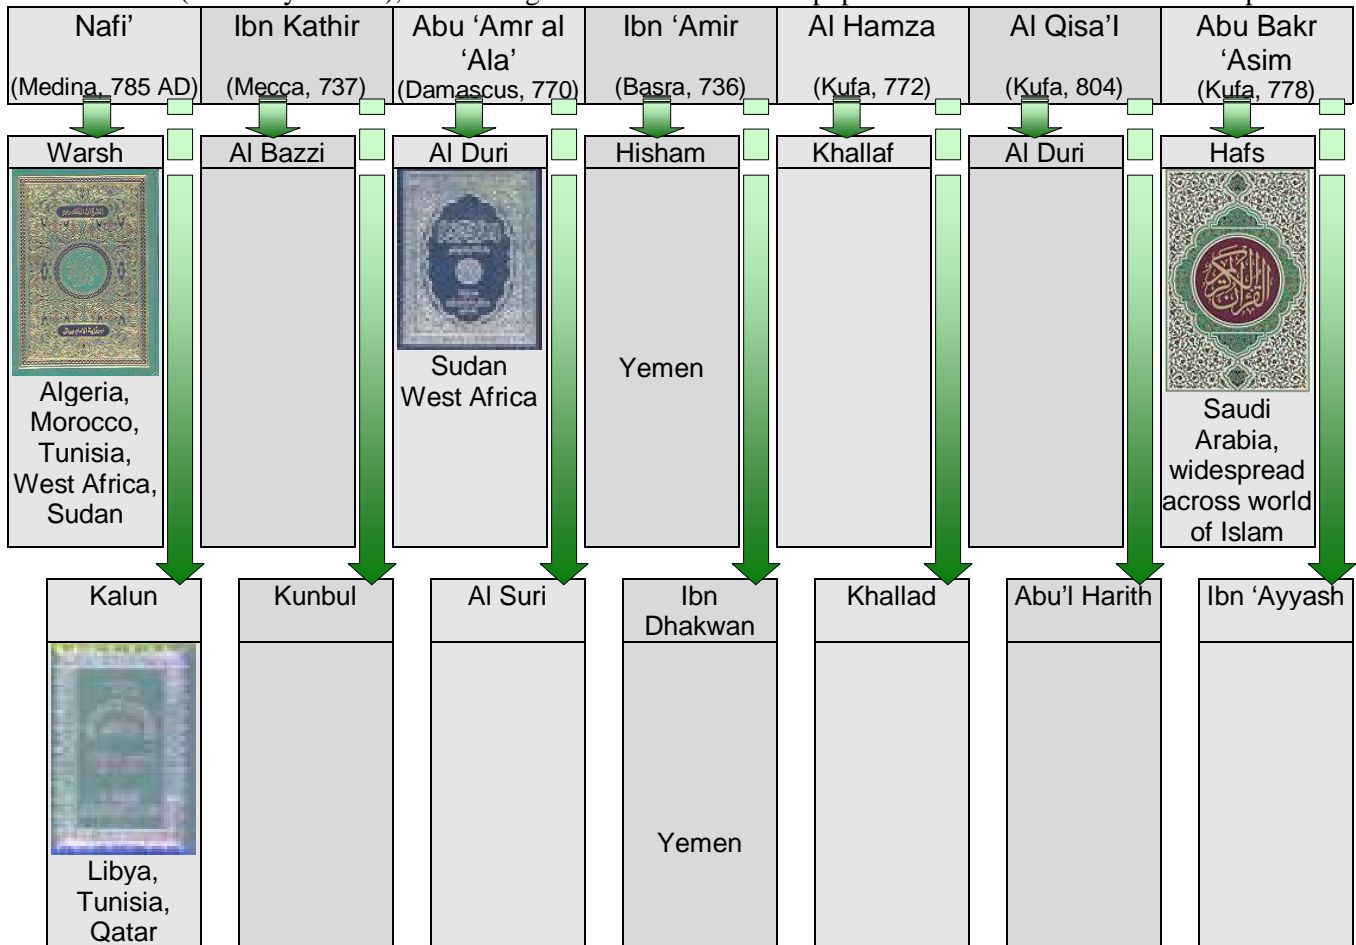 Nafi’
(Medina, 785 AD)
Ibn Kathir
(Mecca, 737)
Abu ‘Amr al
‘Ala’
(Damascus, 770)
Ibn ‘Amir
(Basra, 736)
Al Hamza
(Kufa, 772)
Al Qisa’I
(Kufa, 804)
Abu Bakr
‘Asim
(Kufa, 778)
Warsh
Al Bazzi
Al Duri
Hisham
Khallaf
Al Duri
Hafs
Algeria,
Morocco,
Tunisia,
West Africa,
Sudan
Sudan
West Africa
Yemen
القرآن الكريم
Saudi
Arabia,
widespread
across world
of Islam
Kalun
Kunbul
Al Suri
Ibn
Dhakwan
Khallad
Abu’l Harith
Ibn ‘Ayyash
Libya,
Tunisia,
Qatar
Yemen